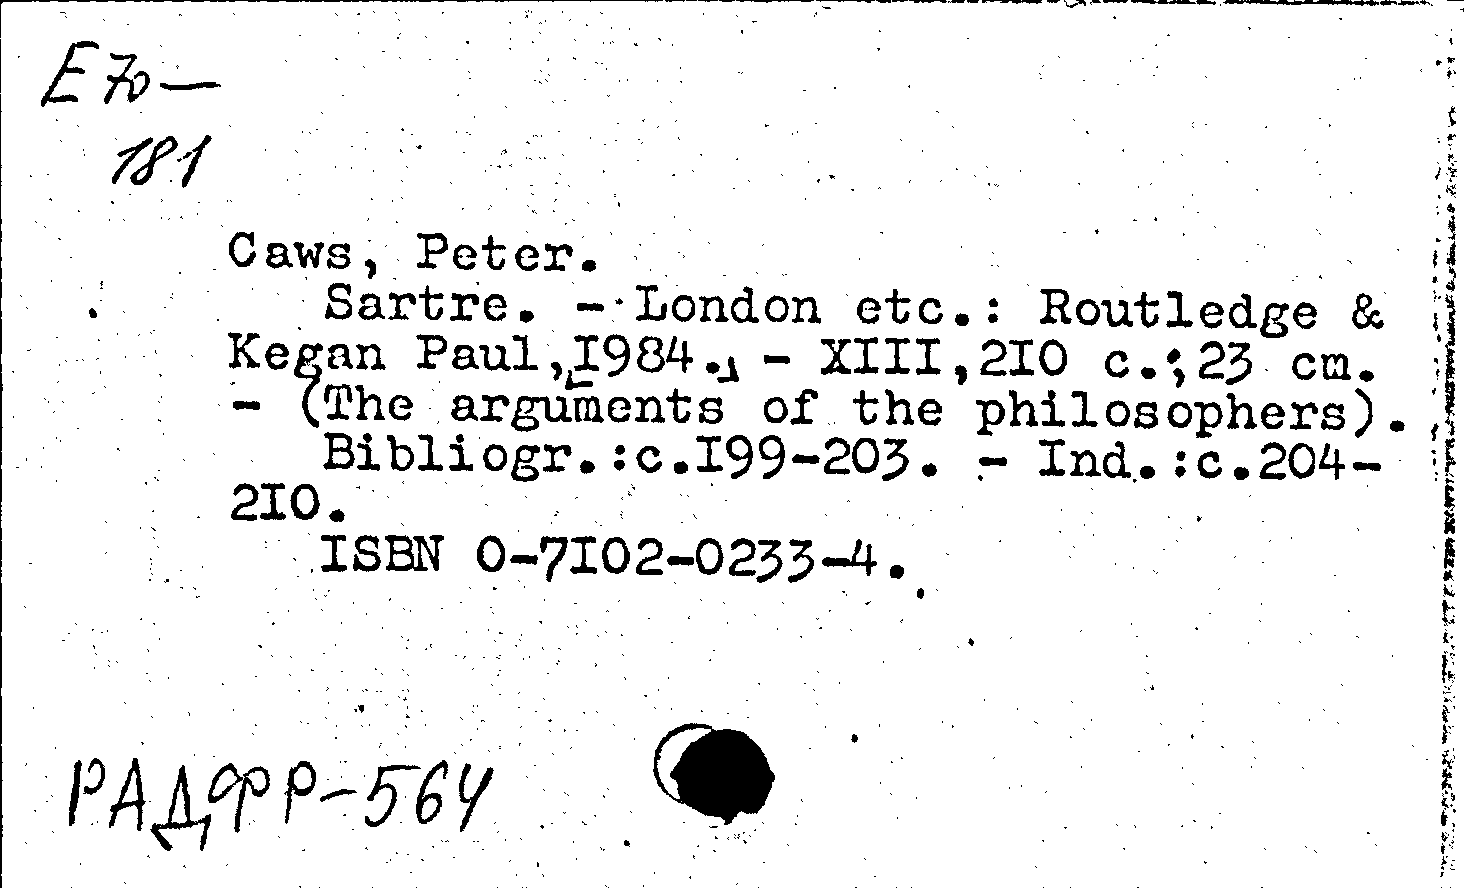 E70—
181
Caws, Peter.
Sartre. - London etc.: Routledge &
Kegan Paul,[1984.] - XIII,2IO c.;23 cm.
- (The arguments of the philosophers).
Bibliogr.:c.I99-203. - Ind.:c.204-
2IO.
ISBN 0-7I02-0233-4.
РАДФР-564